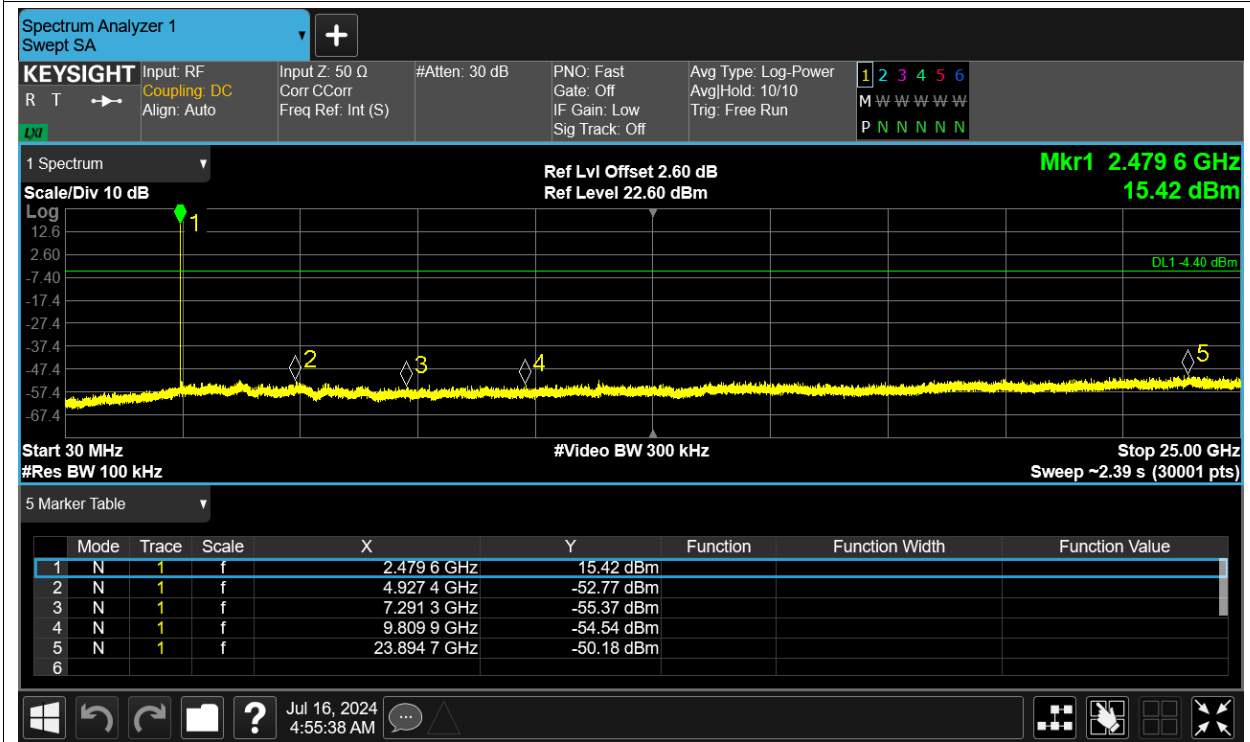 Spectrum Analyzer 1
Swept SA
KEYSIGHT Input: RF Input Z: 50 Ω #Atten: 30 dB PNO: Fast Avg Type: Log-Power 1 2 3 4 5 6
R T Coupling: DC Corr CCorr Gate: Off Avg|Hold: 10/10 M W W W W W
Align: Auto Freq Ref: Int (S) IF Gain: Low Trig: Free Run
LXI Sig Track: Off P N N N N N
1 Spectrum Ref Lvl Offset 2.60 dB Mkr1 2.479 6 GHz
Scale/Div 10 dB Ref Level 22.60 dBm 15.42 dBm
Log
1
12.6
2.60
DL1 -4.40 dBm
-7.40
-17.4
-27.4
-37.4
2 3 4 5
-47.4
-57.4
-67.4
Start 30 MHz #Video BW 300 kHz Stop 25.00 GHz
#Res BW 100 kHz Sweep ~2.39 s (30001 pts)
5 Marker Table
Mode Trace Scale X Y Function Function Width Function Value
1 N 1 f 2.479 6 GHz 15.42 dBm
2 N 1 f 4.927 4 GHz -52.77 dBm
3 N 1 f 7.291 3 GHz -55.37 dBm
4 N 1 f 9.809 9 GHz -54.54 dBm
5 N 1 f 23.894 7 GHz -50.18 dBm
6
? Jul 16, 2024
4:55:38 AM